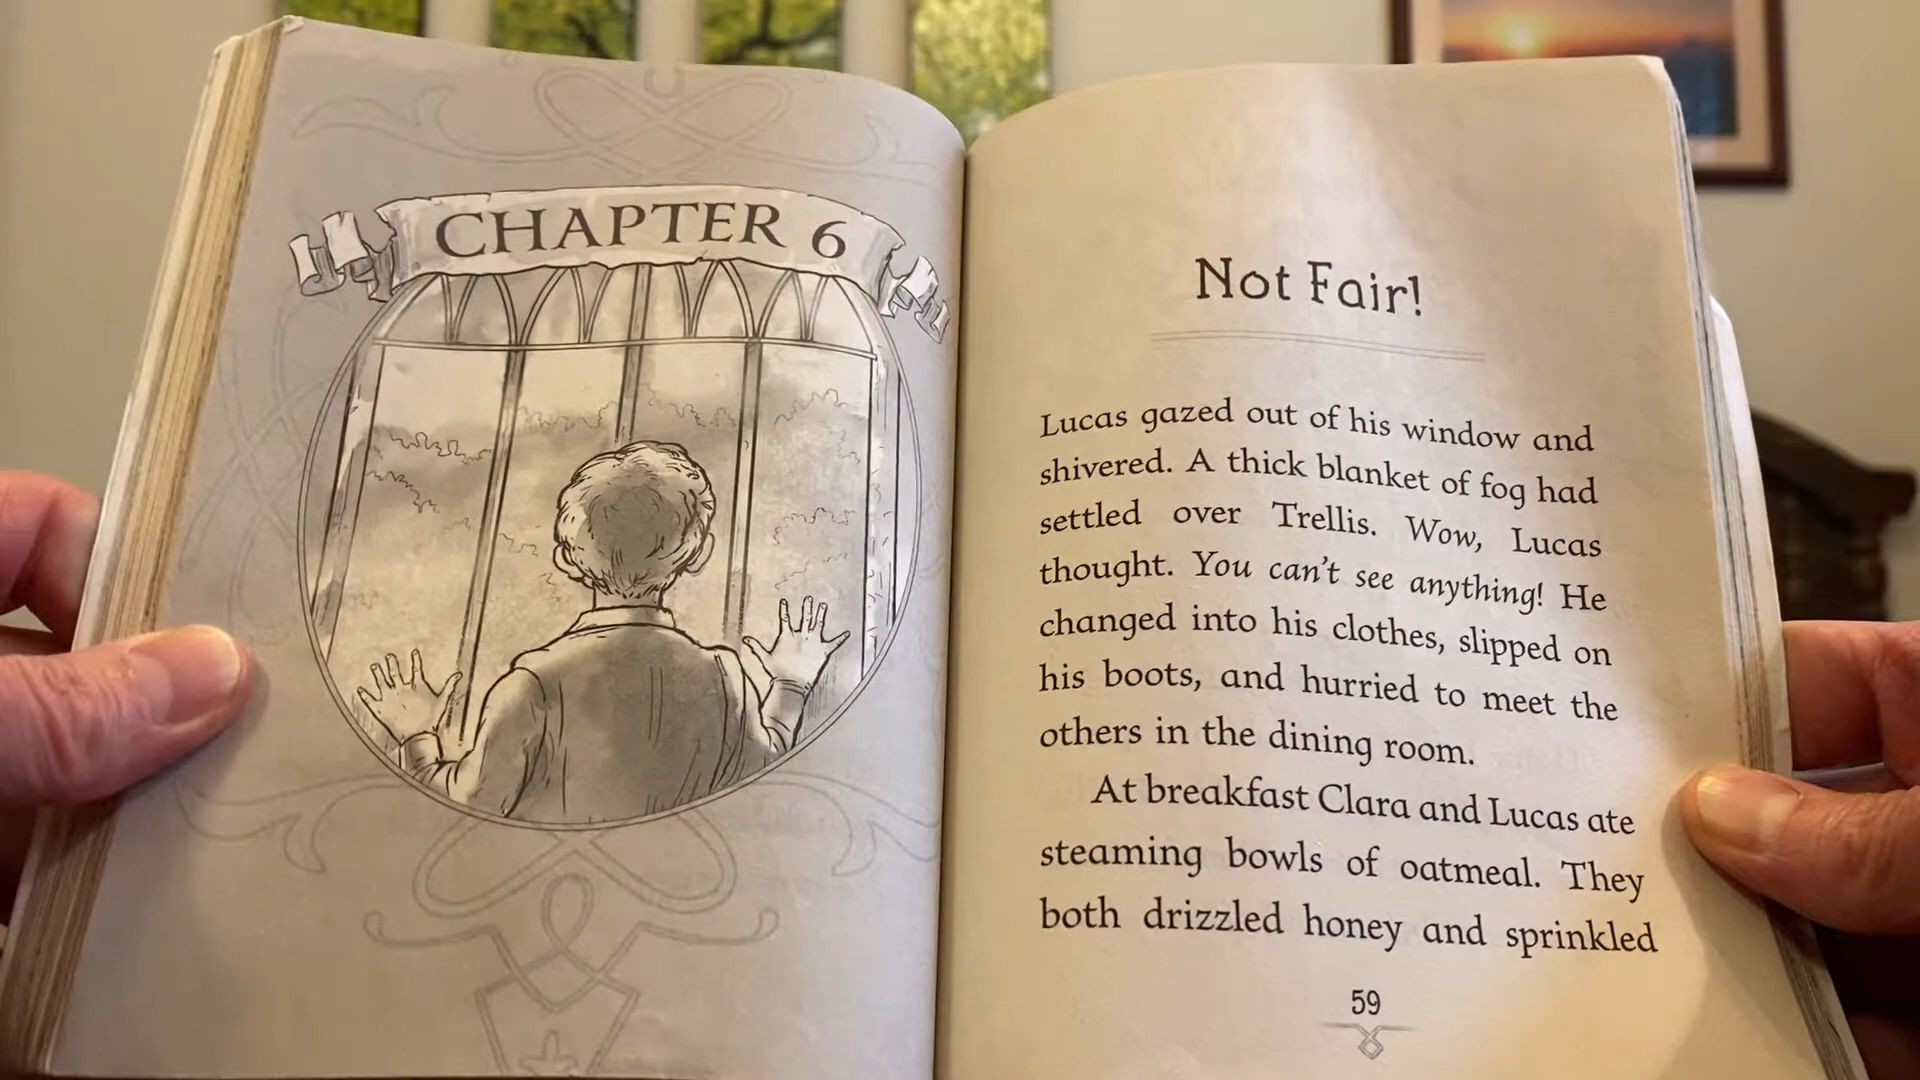 CHAPTER 6
Not Fair!
Lucas gazed out of his window and
shivered. A thick blanket of fog had
settled over Trellis. Wow, Lucas
thought. You can't see anything! He
changed into his clothes, slipped on
his boots, and hurried to meet the
others in the dining room.
At breakfast Clara and Lucas ate
steaming bowls of oatmeal. They
both drizzled honey and sprinkled
59